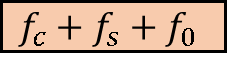 f_c + f_s + f_0